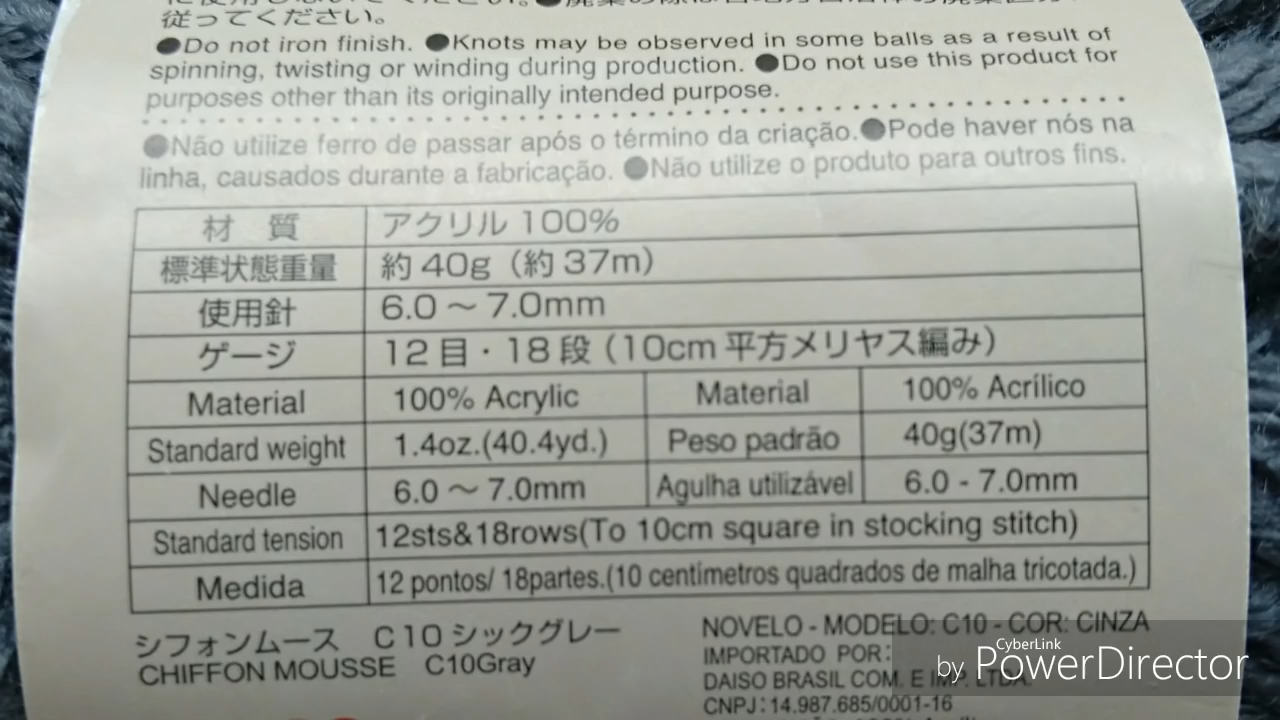 従ってください。
●Do not iron finish. ●Knots may be observed in some balls as a result of
spinning, twisting or winding during production. ●Do not use this product for
purposes other than its originally intended purpose.
●Não utilize ferro de passar após o término da criação.●Pode haver nós na
linha, causados durante a fabricação. ●Não utilize o produto para outros fins.
材 質 アクリル 100%
標準状態重量 約 40g（約 37m）
使用針 6.0 ～ 7.0mm
ゲージ 12 目・18 段（10cm 平方メリヤス編み）
Material 100% Acrylic Material 100% Acrílico
Standard weight 1.4oz.(40.4yd.) Peso padrão 40g(37m)
Needle 6.0 ～ 7.0mm Agulha utilizável 6.0 - 7.0mm
Standard tension 12sts&18rows(To 10cm square in stocking stitch)
Medida 12 pontos/ 18partes.(10 centímetros quadrados de malha tricotada.)
シフォンムース C10 シックグレー
CHIFFON MOUSSE C10Gray
NOVELO - MODELO: C10 - COR: CINZA
IMPORTADO POR:
DAISO BRASIL COM. E IMP. LTDA.
CNPJ: 14.987.685/0001-16
CyberLink
by PowerDirector